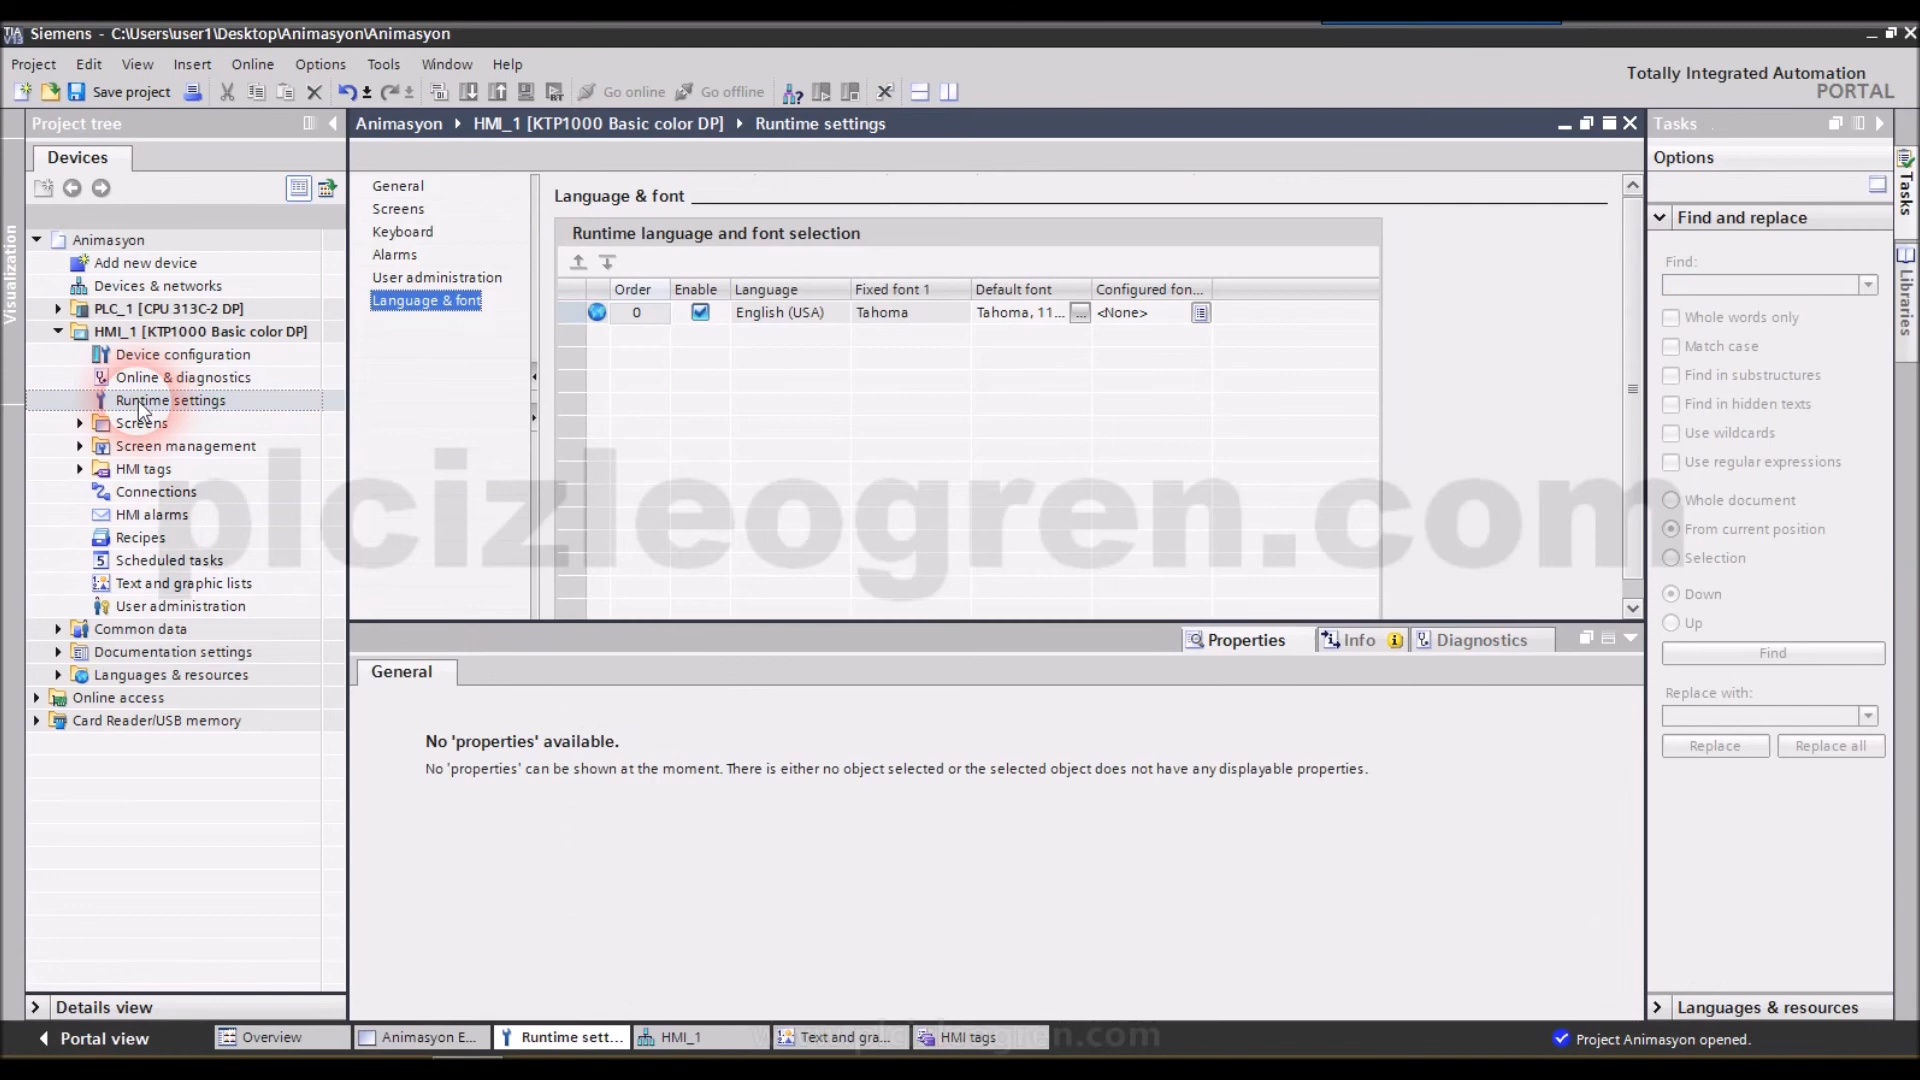 TIA V13 Siemens - C:\Users\user1\Desktop\Animasyon\Animasyon
Project Edit View Insert Online Options Tools Window Help
Totally Integrated Automation
PORTAL
Save project Go online Go offline
Project tree
Animasyon HMI_1 [KTP1000 Basic color DP] Runtime settings
Tasks
Devices
Options
Visualization
Animasyon
Add new device
Devices & networks
PLC_1 [CPU 313C-2 DP]
HMI_1 [KTP1000 Basic color DP]
Device configuration
Online & diagnostics
Runtime settings
Screens
Screen management
HMI tags
Connections
HMI alarms
Recipes
Scheduled tasks
Text and graphic lists
User administration
Common data
Documentation settings
Languages & resources
Online access
Card Reader/USB memory
Details view
General
Screens
Keyboard
Alarms
User administration
Language & font
Language & font
Runtime language and font selection
Order Enable Language Fixed font 1 Default font Configured fon...
0 English (USA) Tahoma Tahoma, 11... ... <None>
plcizleogren.com
Properties Info Diagnostics
General
No 'properties' available.
No 'properties' can be shown at the moment. There is either no object selected or the selected object does not have any displayable properties.
Find and replace
Find:
Whole words only
Match case
Find in substructures
Find in hidden texts
Use wildcards
Use regular expressions
Whole document
From current position
Selection
Down
Up
Find
Replace with:
Replace Replace all
Languages & resources
Tasks
Libraries
Portal view Overview Animasyon E... Runtime sett... HMI_1 Text and gra... HMI tags
Project Animasyon opened.